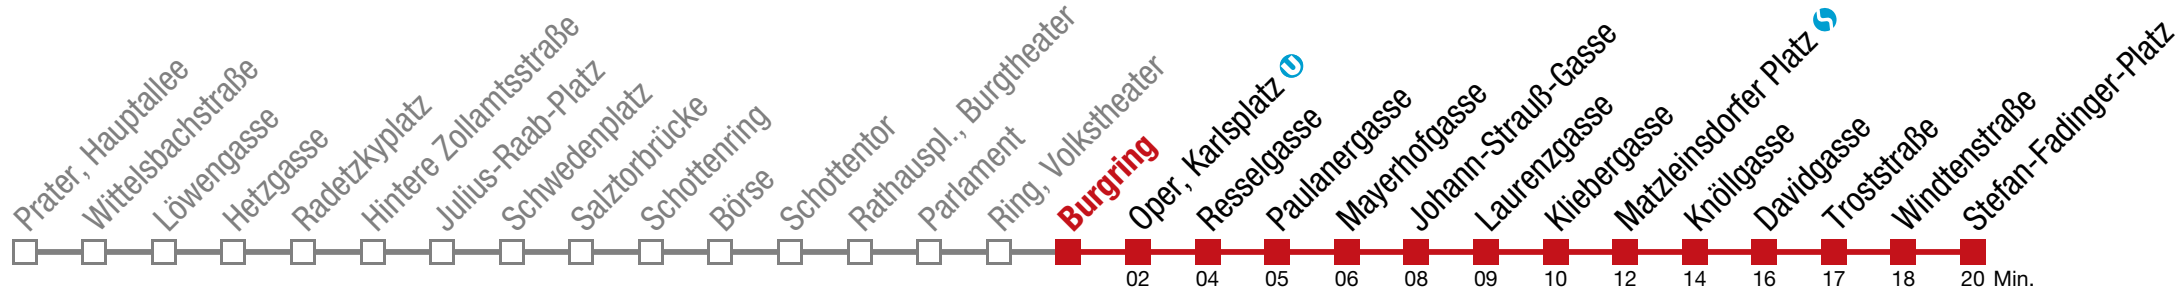 Prater, Hauptallee
Wittelsbachstraße
Löwengasse
Hetzgasse
Radetzkyplatz
Hintere Zollamtsstraße
Julius-Raab-Platz
Schwedenplatz
Salztorbrücke
Schottenring
Börse
Schottentor
Rathauspl., Burgtheater
Parlament
Ring, Volkstheater
Burgring
Oper, Karlsplatz U
Resselgasse
Paulanergasse
Mayerhofgasse
Johann-Strauß-Gasse
Laurenzgasse
Kliebergasse
Matzleinsdorfer Platz S
Knöllgasse
Davidgasse
Troststraße
Windtenstraße
Stefan-Fadinger-Platz
02 04 05 06 08 09 10 12 14 16 17 18 20 Min.